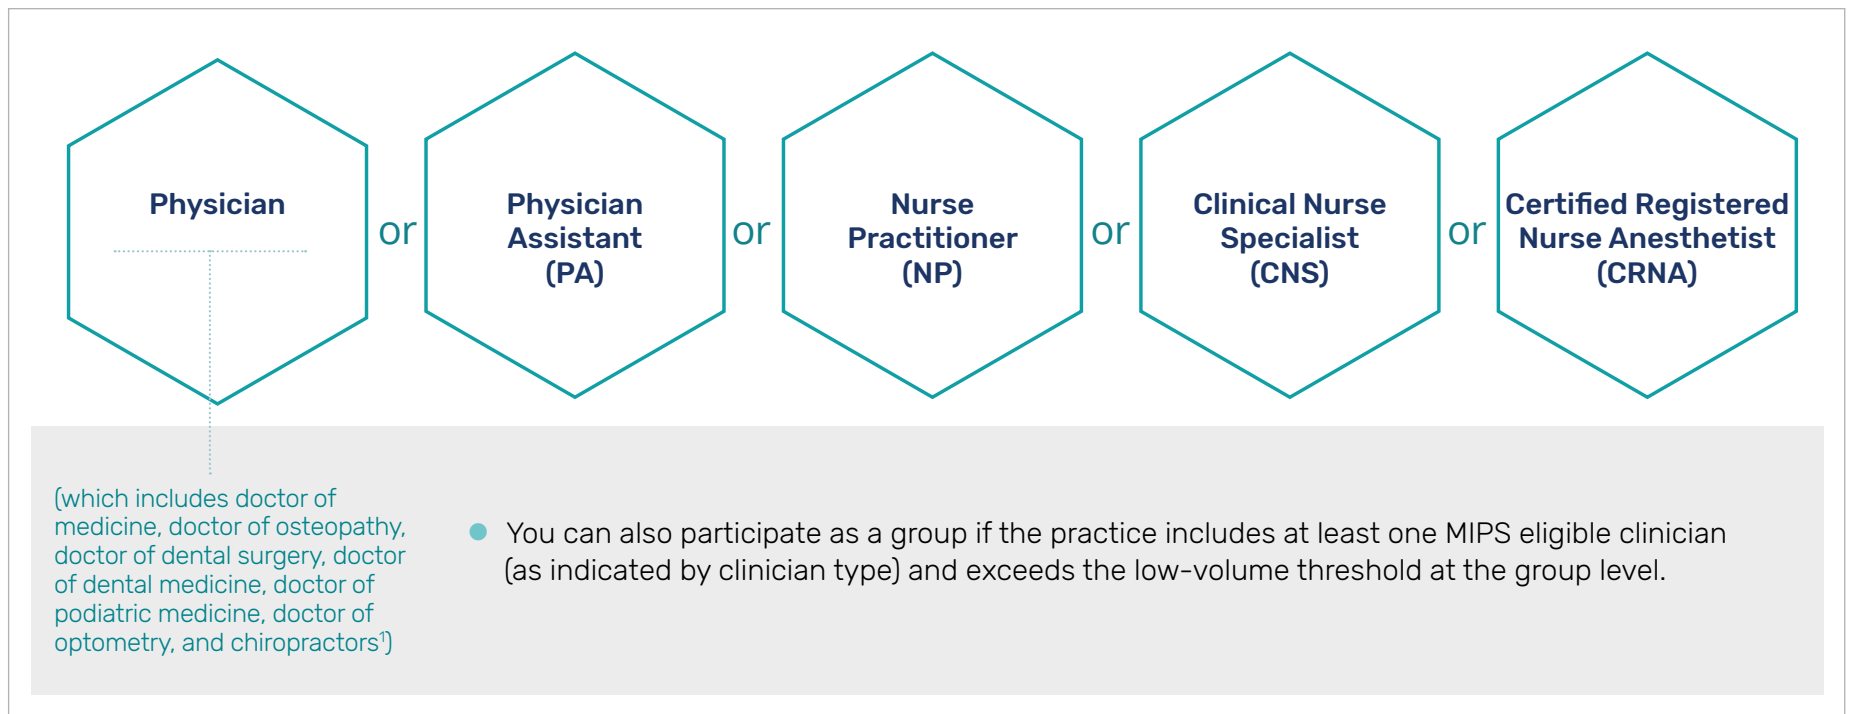 Physician
or
Physician
Assistant
(PA)
or
Nurse
Practitioner
(NP)
or
Clinical Nurse
Specialist
(CNS)
or
Certified Registered
Nurse Anesthetist
(CRNA)
(which includes doctor of
medicine, doctor of osteopathy,
doctor of dental surgery, doctor
of dental medicine, doctor of
podiatric medicine, doctor of
optometry, and chiropractors¹)
● You can also participate as a group if the practice includes at least one MIPS eligible clinician
(as indicated by clinician type) and exceeds the low-volume threshold at the group level.